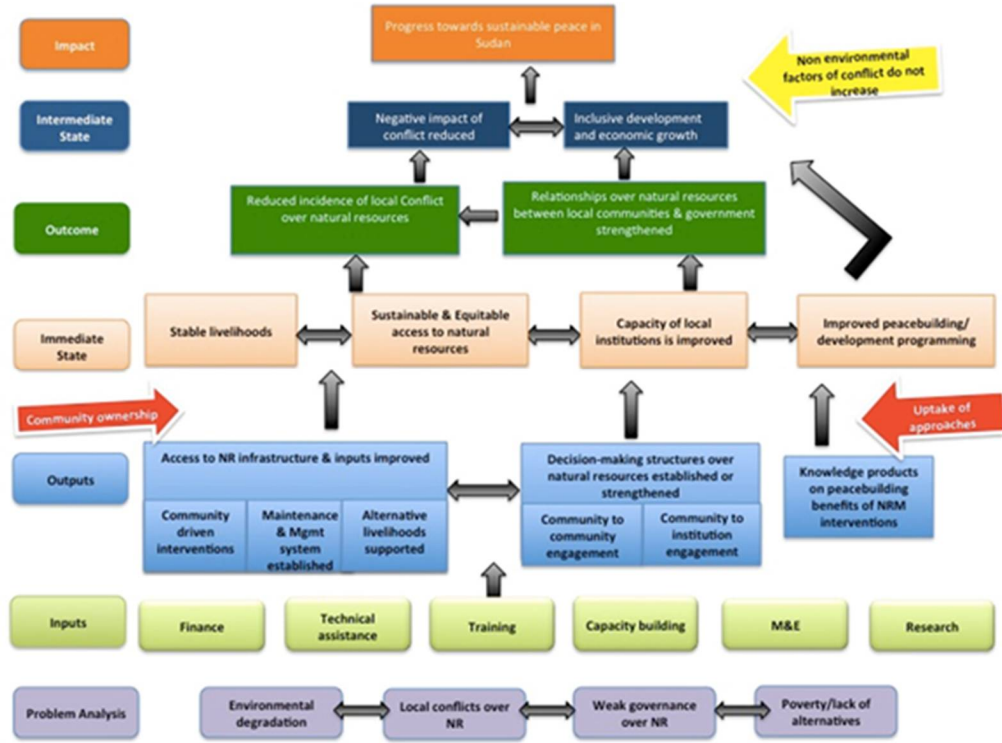 Impact
Progress towards sustainable peace in
Sudan
Non environmental
factors of conflict do not
increase
Intermediate
State
Negative impact of
conflict reduced
Inclusive development
and economic growth
Outcome
Reduced incidence of local Conflict
over natural resources
Relationships over natural resources
between local communities & government
strengthened
Immediate
State
Stable livelihoods
Sustainable & Equitable
access to natural
resources
Capacity of local
institutions is improved
Improved peacebuilding/
development programming
Community ownership
Uptake of
approaches
Outputs
Access to NR infrastructure & inputs improved
Community
driven
interventions
Maintenance
& Mgmt
system
established
Alternative
livelihoods
supported
Decision-making structures over
natural resources established or
strengthened
Community to
community
engagement
Community to
institution
engagement
Knowledge products
on peacebuilding
benefits of NRM
interventions
Inputs
Finance
Technical
assistance
Training
Capacity building
M&E
Research
Problem Analysis
Environmental
degradation
Local conflicts over
NR
Weak governance
over NR
Poverty/lack of
alternatives